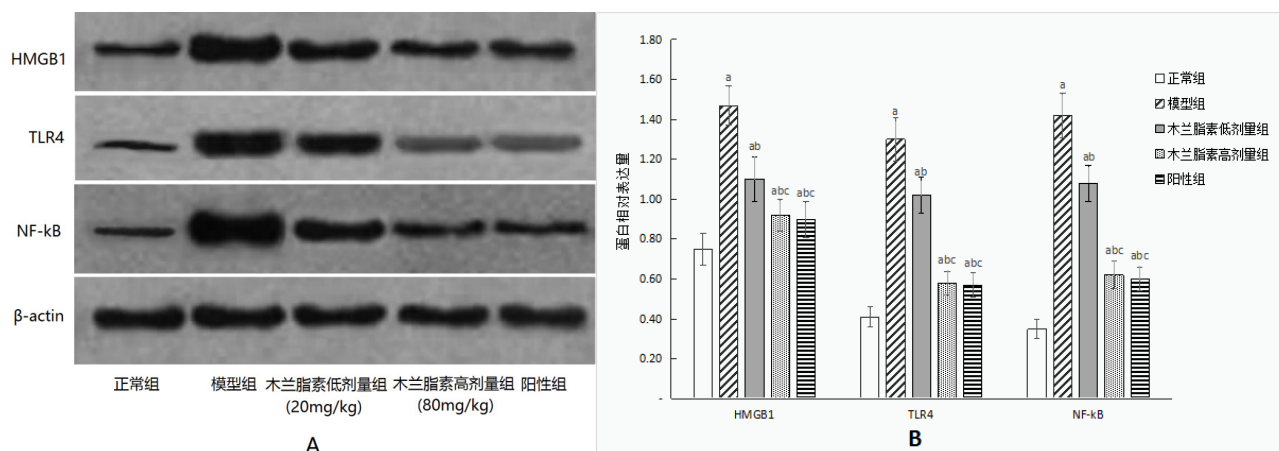 HMGB1
TLR4
NF-kB
β-actin
正常组
模型组
木兰脂素低剂量组
(20mg/kg)
木兰脂素高剂量组
(80mg/kg)
阳性组
A
蛋白相对表达量
1.80
1.60
1.40
1.20
1.00
0.80
0.60
0.40
0.20
-
a
ab
abc
abc
a
ab
abc
abc
a
ab
abc
abc
HMGB1
TLR4
NF-kB
正常组
模型组
木兰脂素低剂量组
木兰脂素高剂量组
阳性组
B